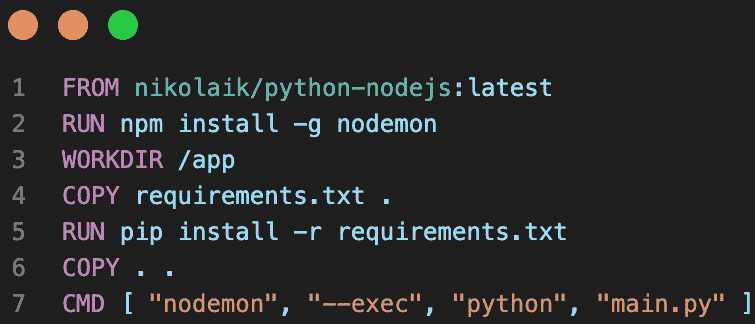 1 FROM nikolaik/python-nodejs:latest
2 RUN npm install -g nodemon
3 WORKDIR /app
4 COPY requirements.txt .
5 RUN pip install -r requirements.txt
6 COPY . .
7 CMD [ "nodemon", "--exec", "python", "main.py" ]